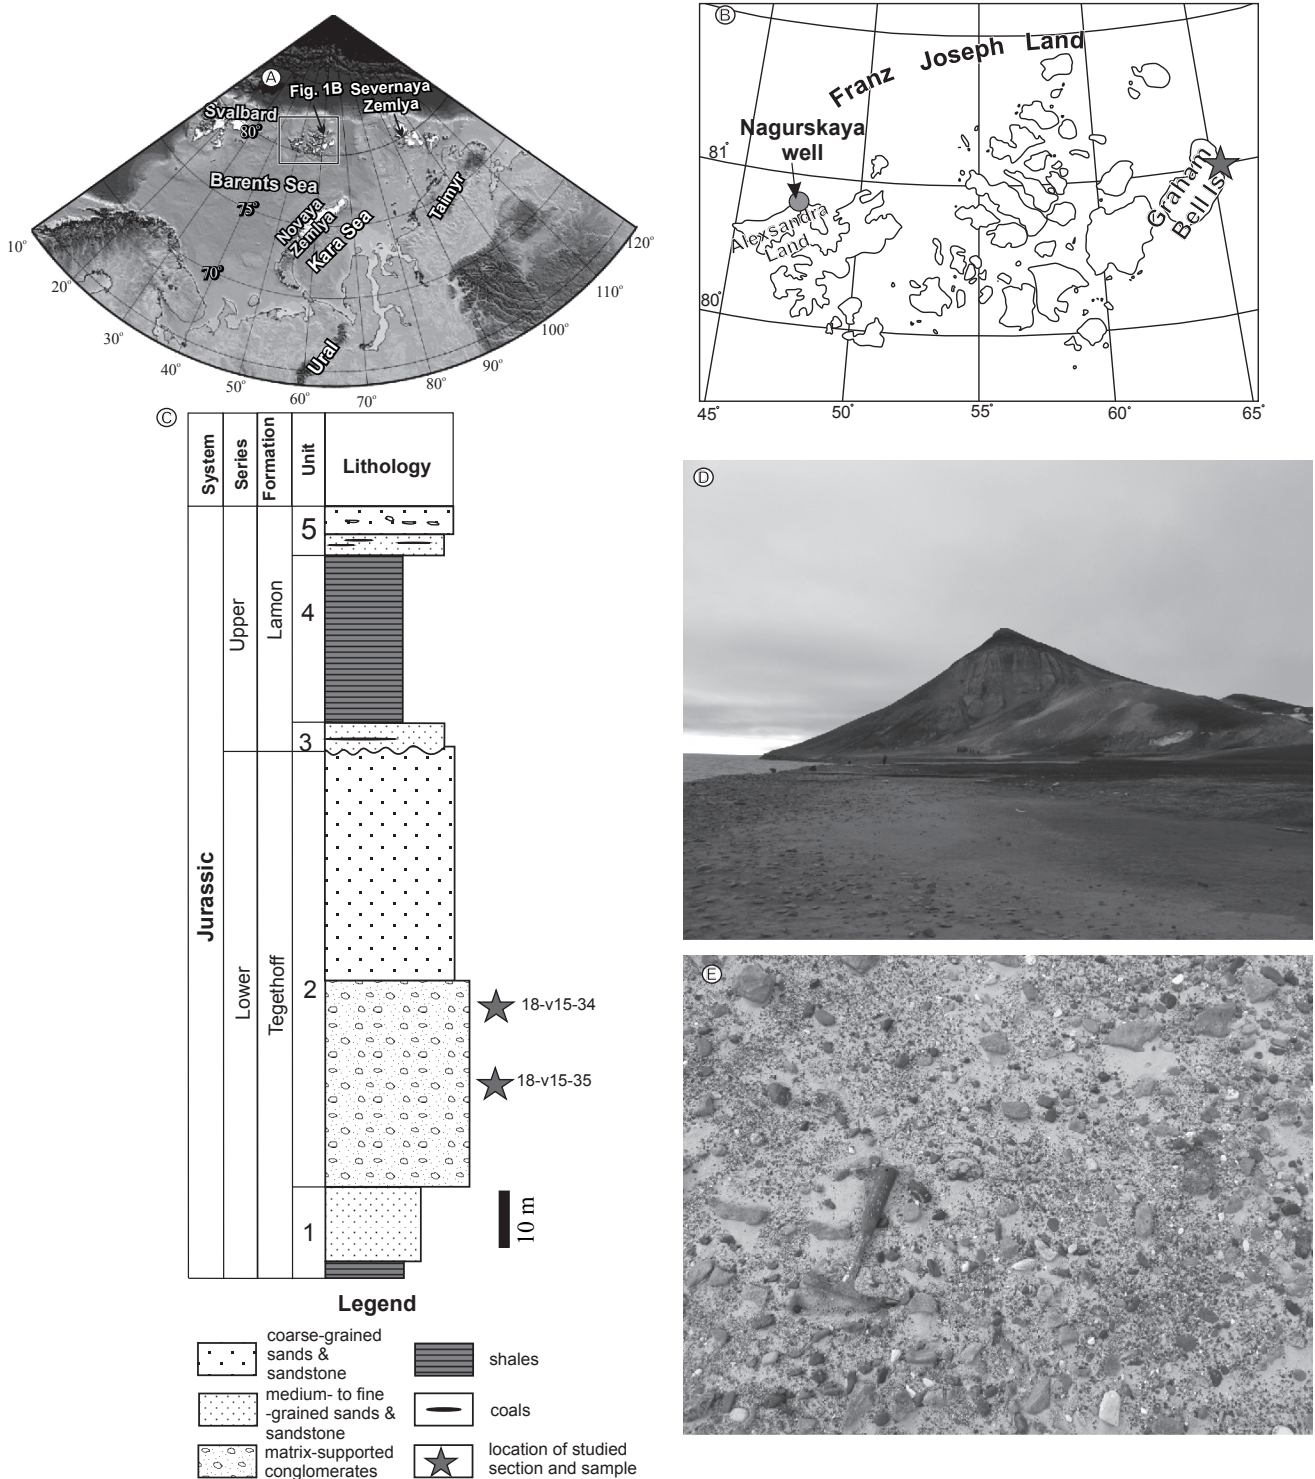 A
Fig. 1B
Severnaya
Zemlya
Svalbard
80°
Barents Sea
75°
Novaya
Zemlya
Kara Sea
Taimyr
70°
Ural
10°
20°
30°
40°
50°
60°
70°
80°
90°
100°
110°
120°
B
Franz Joseph Land
Nagurskaya
well
81°
Alexsandra
Land
Graham
Bell Is.
80°
45°
50°
55°
60°
65°
C
System
Series
Formation
Unit
Lithology
Jurassic
Upper
Lower
Lamon
Tegethoff
5
4
3
2
1
18-v15-34
18-v15-35
10 m
Legend
coarse-grained
sands &
sandstone
medium- to fine
-grained sands &
sandstone
matrix-supported
conglomerates
shales
coals
location of studied
section and sample
D
E